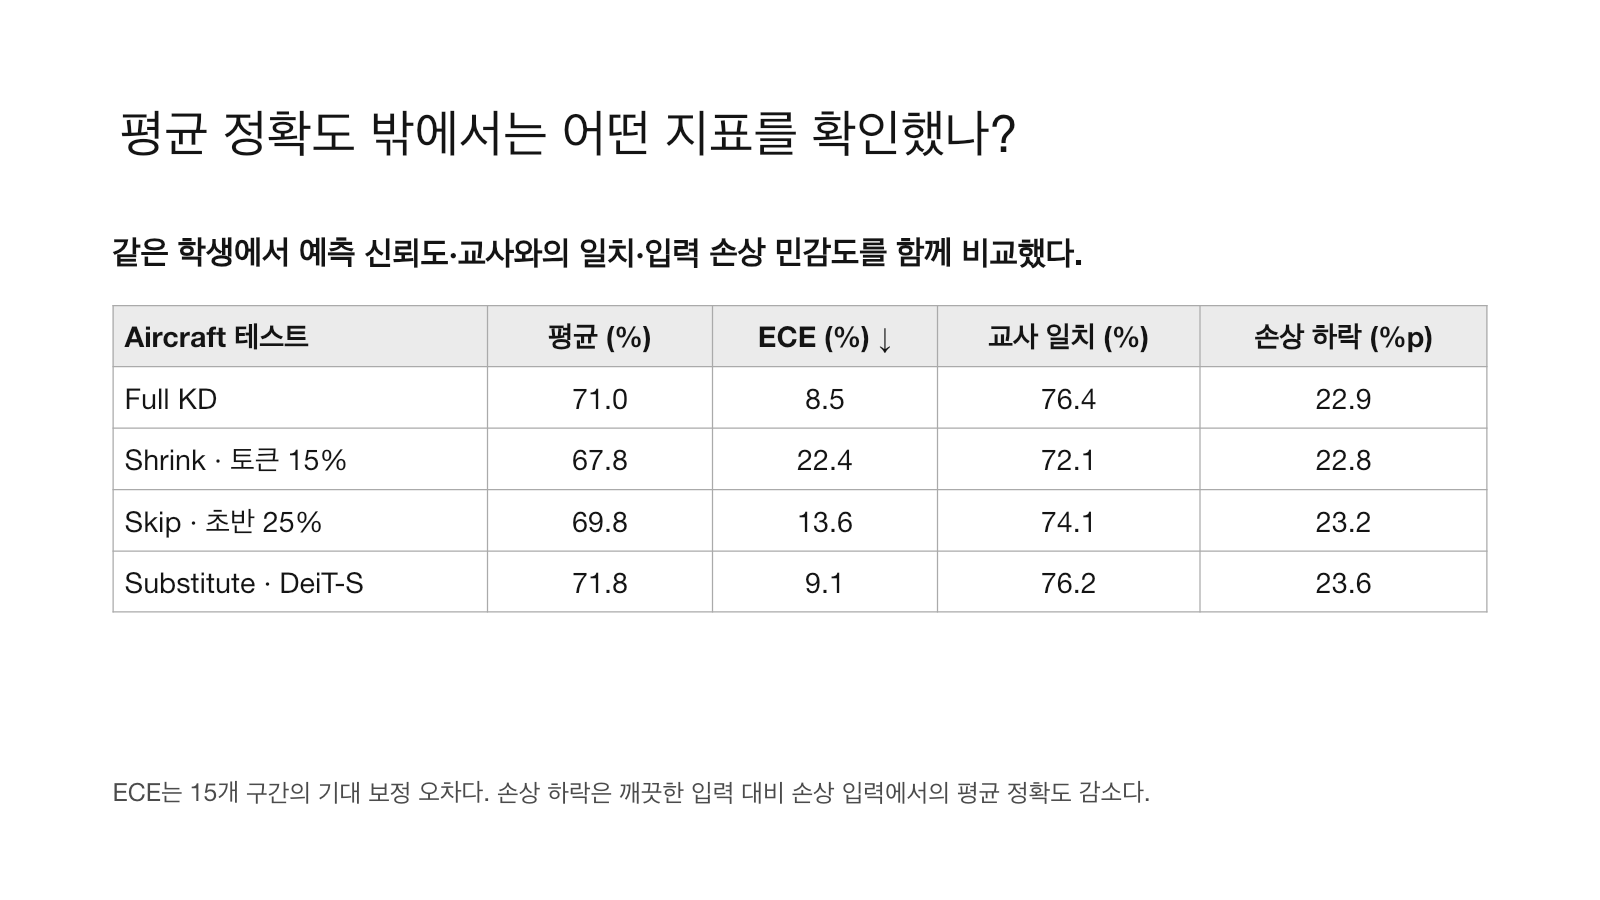 평균 정확도 밖에서는 어떤 지표를 확인했나?
같은 학생에서 예측 신뢰도·교사와의 일치·입력 손상 민감도를 함께 비교했다.
Aircraft 테스트 평균 (%) ECE (%) ↓ 교사 일치 (%) 손상 하락 (%p)
Full KD 71.0 8.5 76.4 22.9
Shrink · 토큰 15% 67.8 22.4 72.1 22.8
Skip · 초반 25% 69.8 13.6 74.1 23.2
Substitute · DeiT-S 71.8 9.1 76.2 23.6
ECE는 15개 구간의 기대 보정 오차다. 손상 하락은 깨끗한 입력 대비 손상 입력에서의 평균 정확도 감소다.